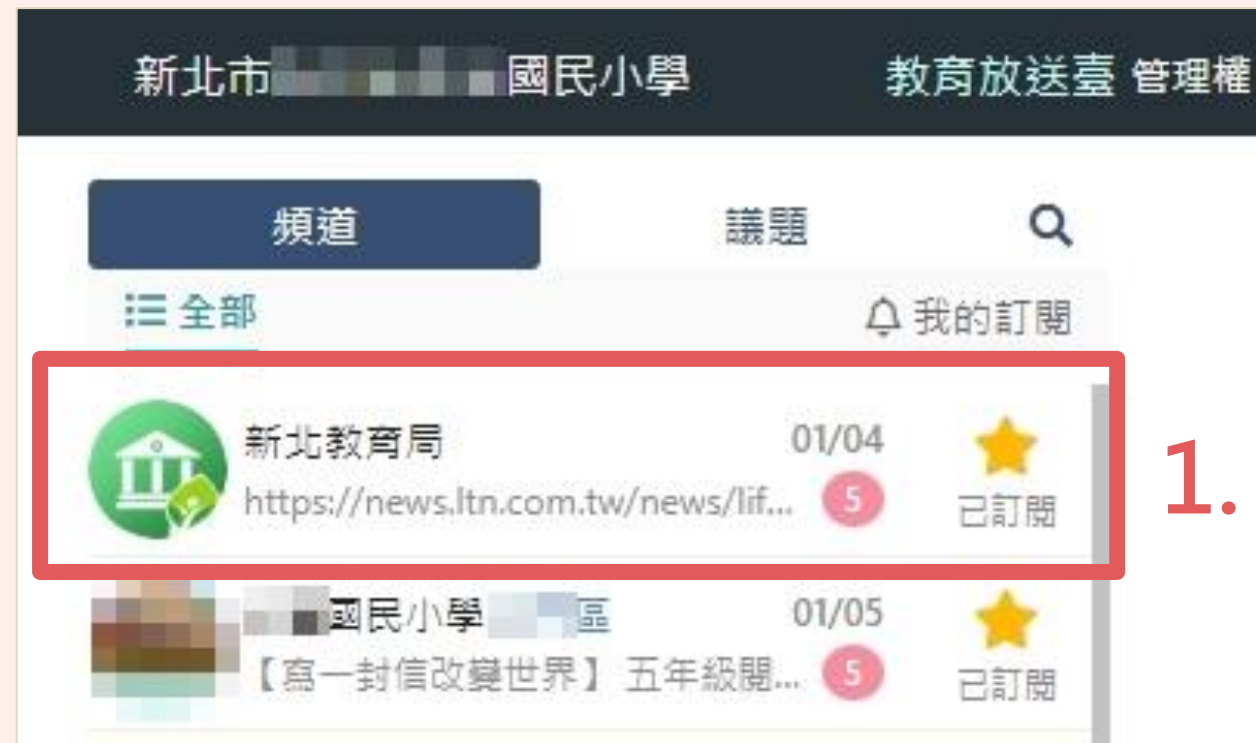 新北市 國民小學 教育放送臺 管理權
頻道 議題
全部 我的訂閱
新北教育局 01/04
https://news.ltn.com.tw/news/lif... 5 已訂閱
1.
國民小學 區 01/05
【寫一封信改變世界】 五年級閱... 5 已訂閱